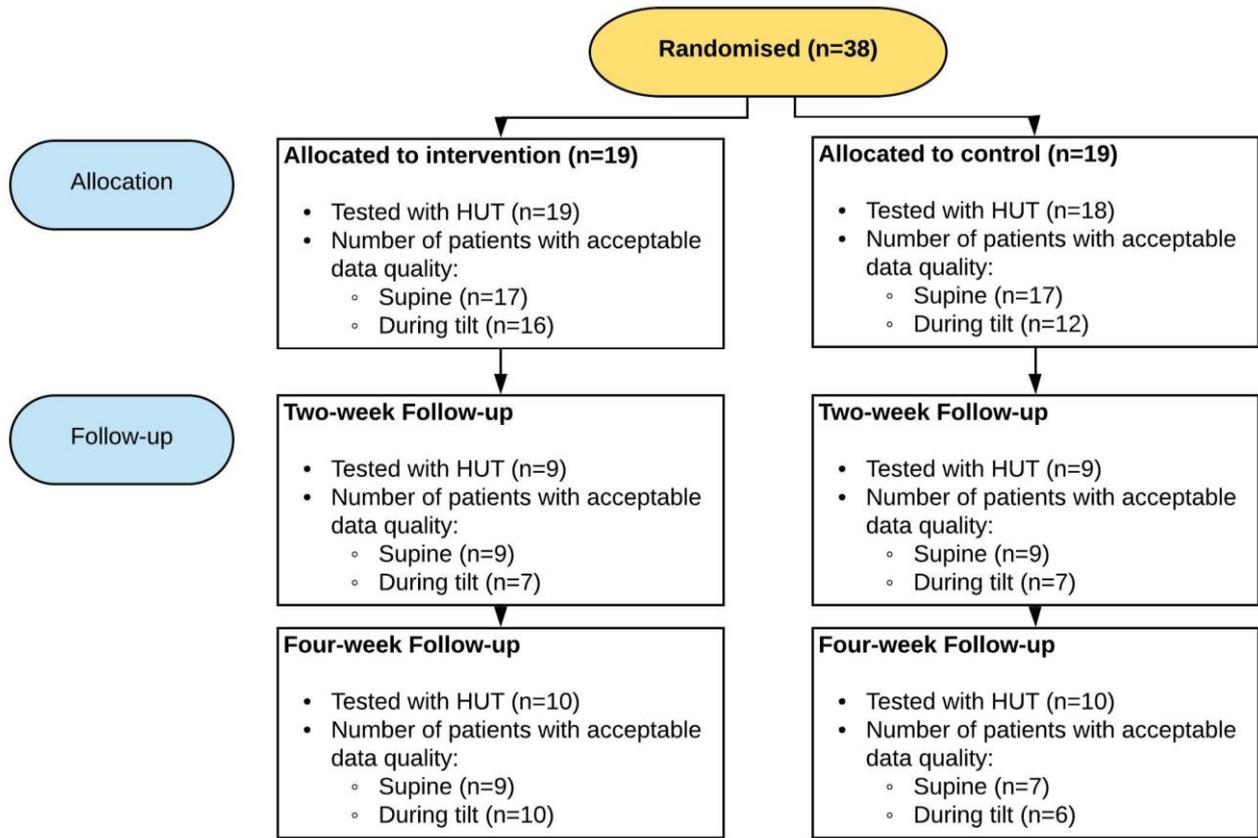 Randomised (n=38)
Allocation
Allocated to intervention (n=19)
• Tested with HUT (n=19)
• Number of patients with acceptable
data quality:
◦ Supine (n=17)
◦ During tilt (n=16)
Allocated to control (n=19)
• Tested with HUT (n=18)
• Number of patients with acceptable
data quality:
◦ Supine (n=17)
◦ During tilt (n=12)
Follow-up
Two-week Follow-up
• Tested with HUT (n=9)
• Number of patients with acceptable
data quality:
◦ Supine (n=9)
◦ During tilt (n=7)
Two-week Follow-up
• Tested with HUT (n=9)
• Number of patients with acceptable
data quality:
◦ Supine (n=9)
◦ During tilt (n=7)
Four-week Follow-up
• Tested with HUT (n=10)
• Number of patients with acceptable
data quality:
◦ Supine (n=9)
◦ During tilt (n=10)
Four-week Follow-up
• Tested with HUT (n=10)
• Number of patients with acceptable
data quality:
◦ Supine (n=7)
◦ During tilt (n=6)